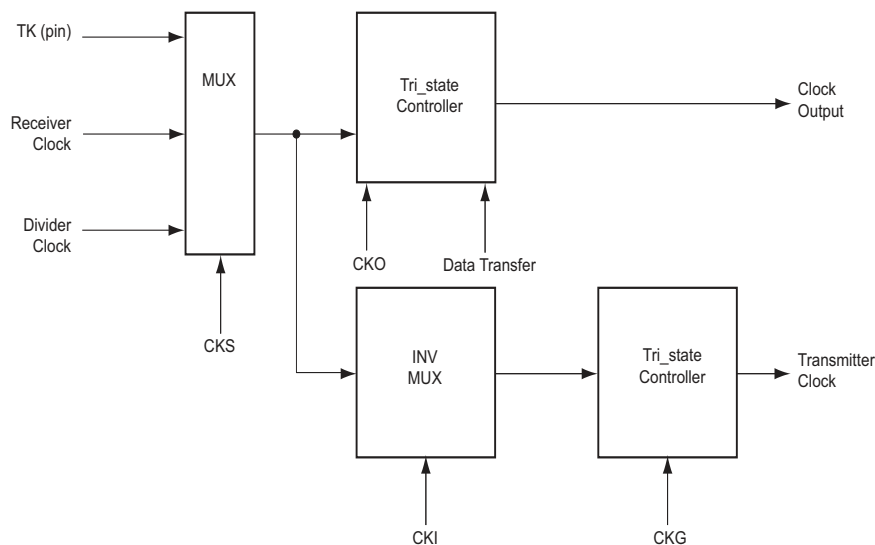 TK (pin)
MUX
Tri_state
Controller
Clock
Output
Receiver
Clock
Divider
Clock
CKO
Data Transfer
CKS
INV
MUX
Tri_state
Controller
Transmitter
Clock
CKI
CKG